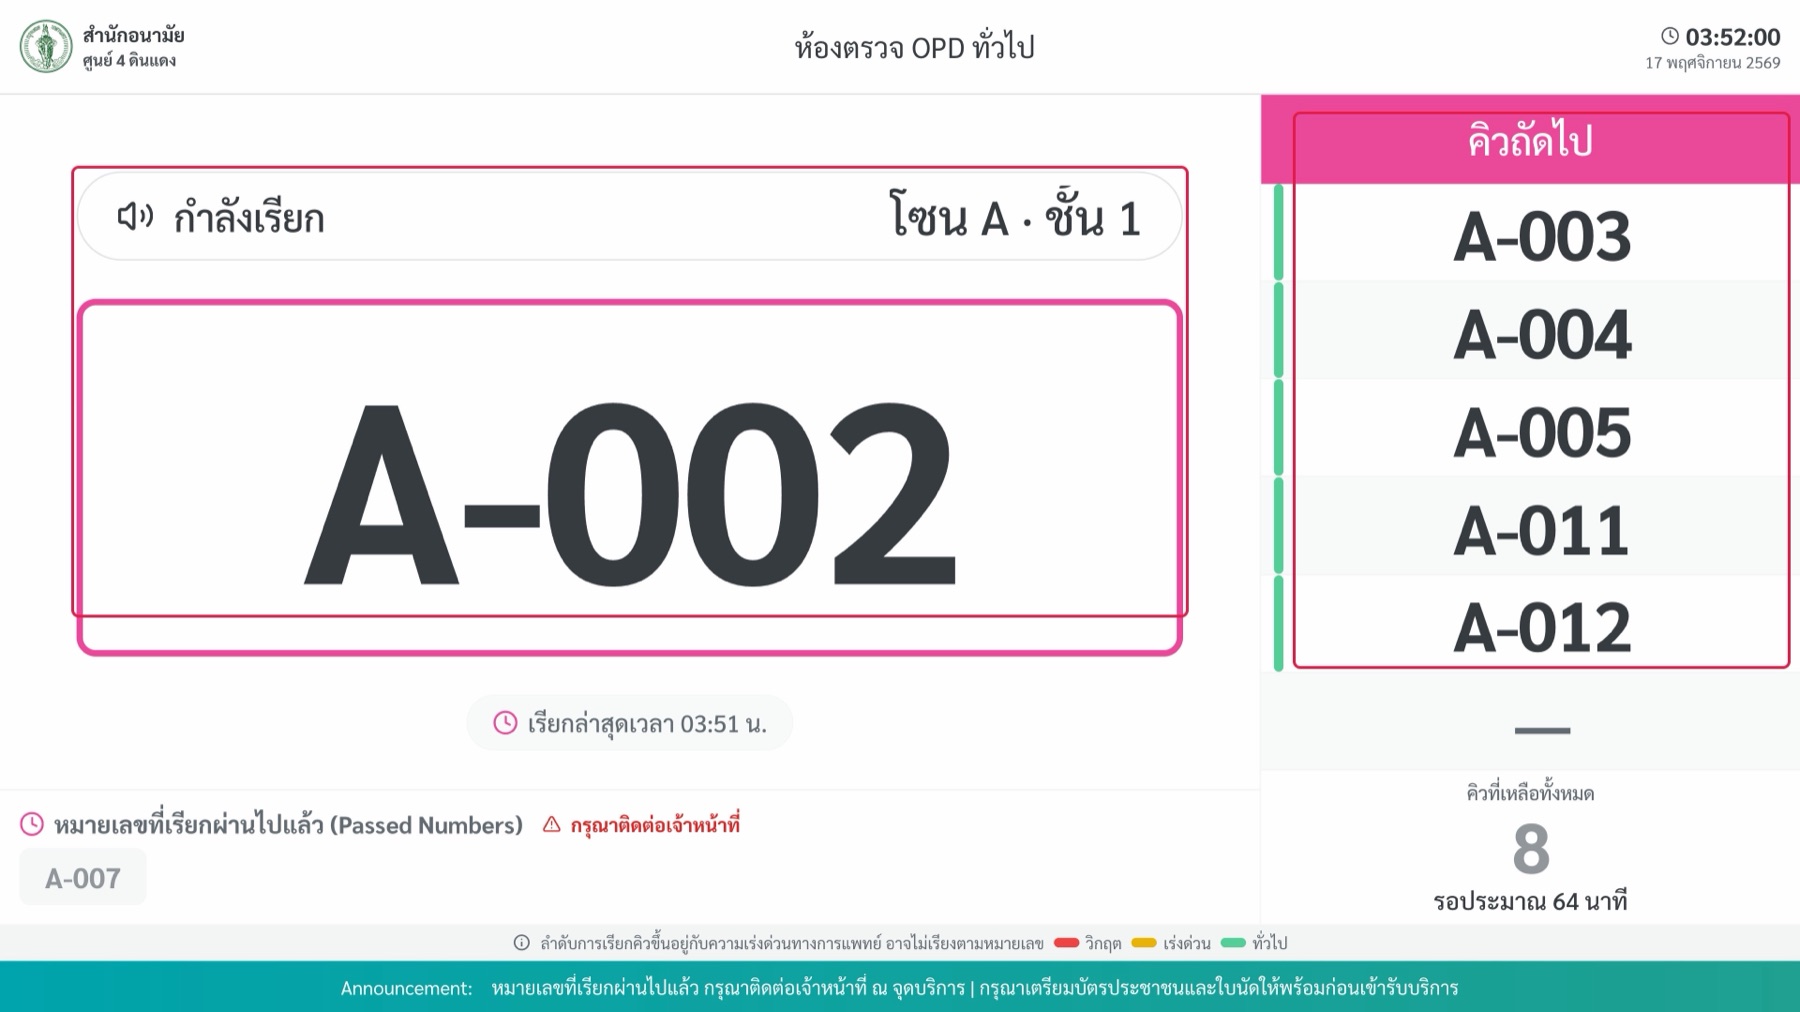 สำนักอนามัย
ศูนย์ 4 ดินแดง
ห้องตรวจ OPD ทั่วไป
03:52:00
17 พฤศจิกายน 2569
กำลังเรียก
โซน A · ชั้น 1
A-002
เรียกล่าสุดเวลา 03:51 น.
คิวถัดไป
A-003
A-004
A-005
A-011
A-012
—
คิวที่เหลือทั้งหมด
8
รอประมาณ 64 นาที
หมายเลขที่เรียกผ่านไปแล้ว (Passed Numbers)
กรุณาติดต่อเจ้าหน้าที่
A-007
ลำดับการเรียกคิวขึ้นอยู่กับความเร่งด่วนทางการแพทย์ อาจไม่เรียงตามหมายเลข วิกฤต เร่งด่วน ทั่วไป
Announcement: หมายเลขที่เรียกผ่านไปแล้ว กรุณาติดต่อเจ้าหน้าที่ ณ จุดบริการ | กรุณาเตรียมบัตรประชาชนและใบนัดให้พร้อมก่อนเข้ารับบริการ